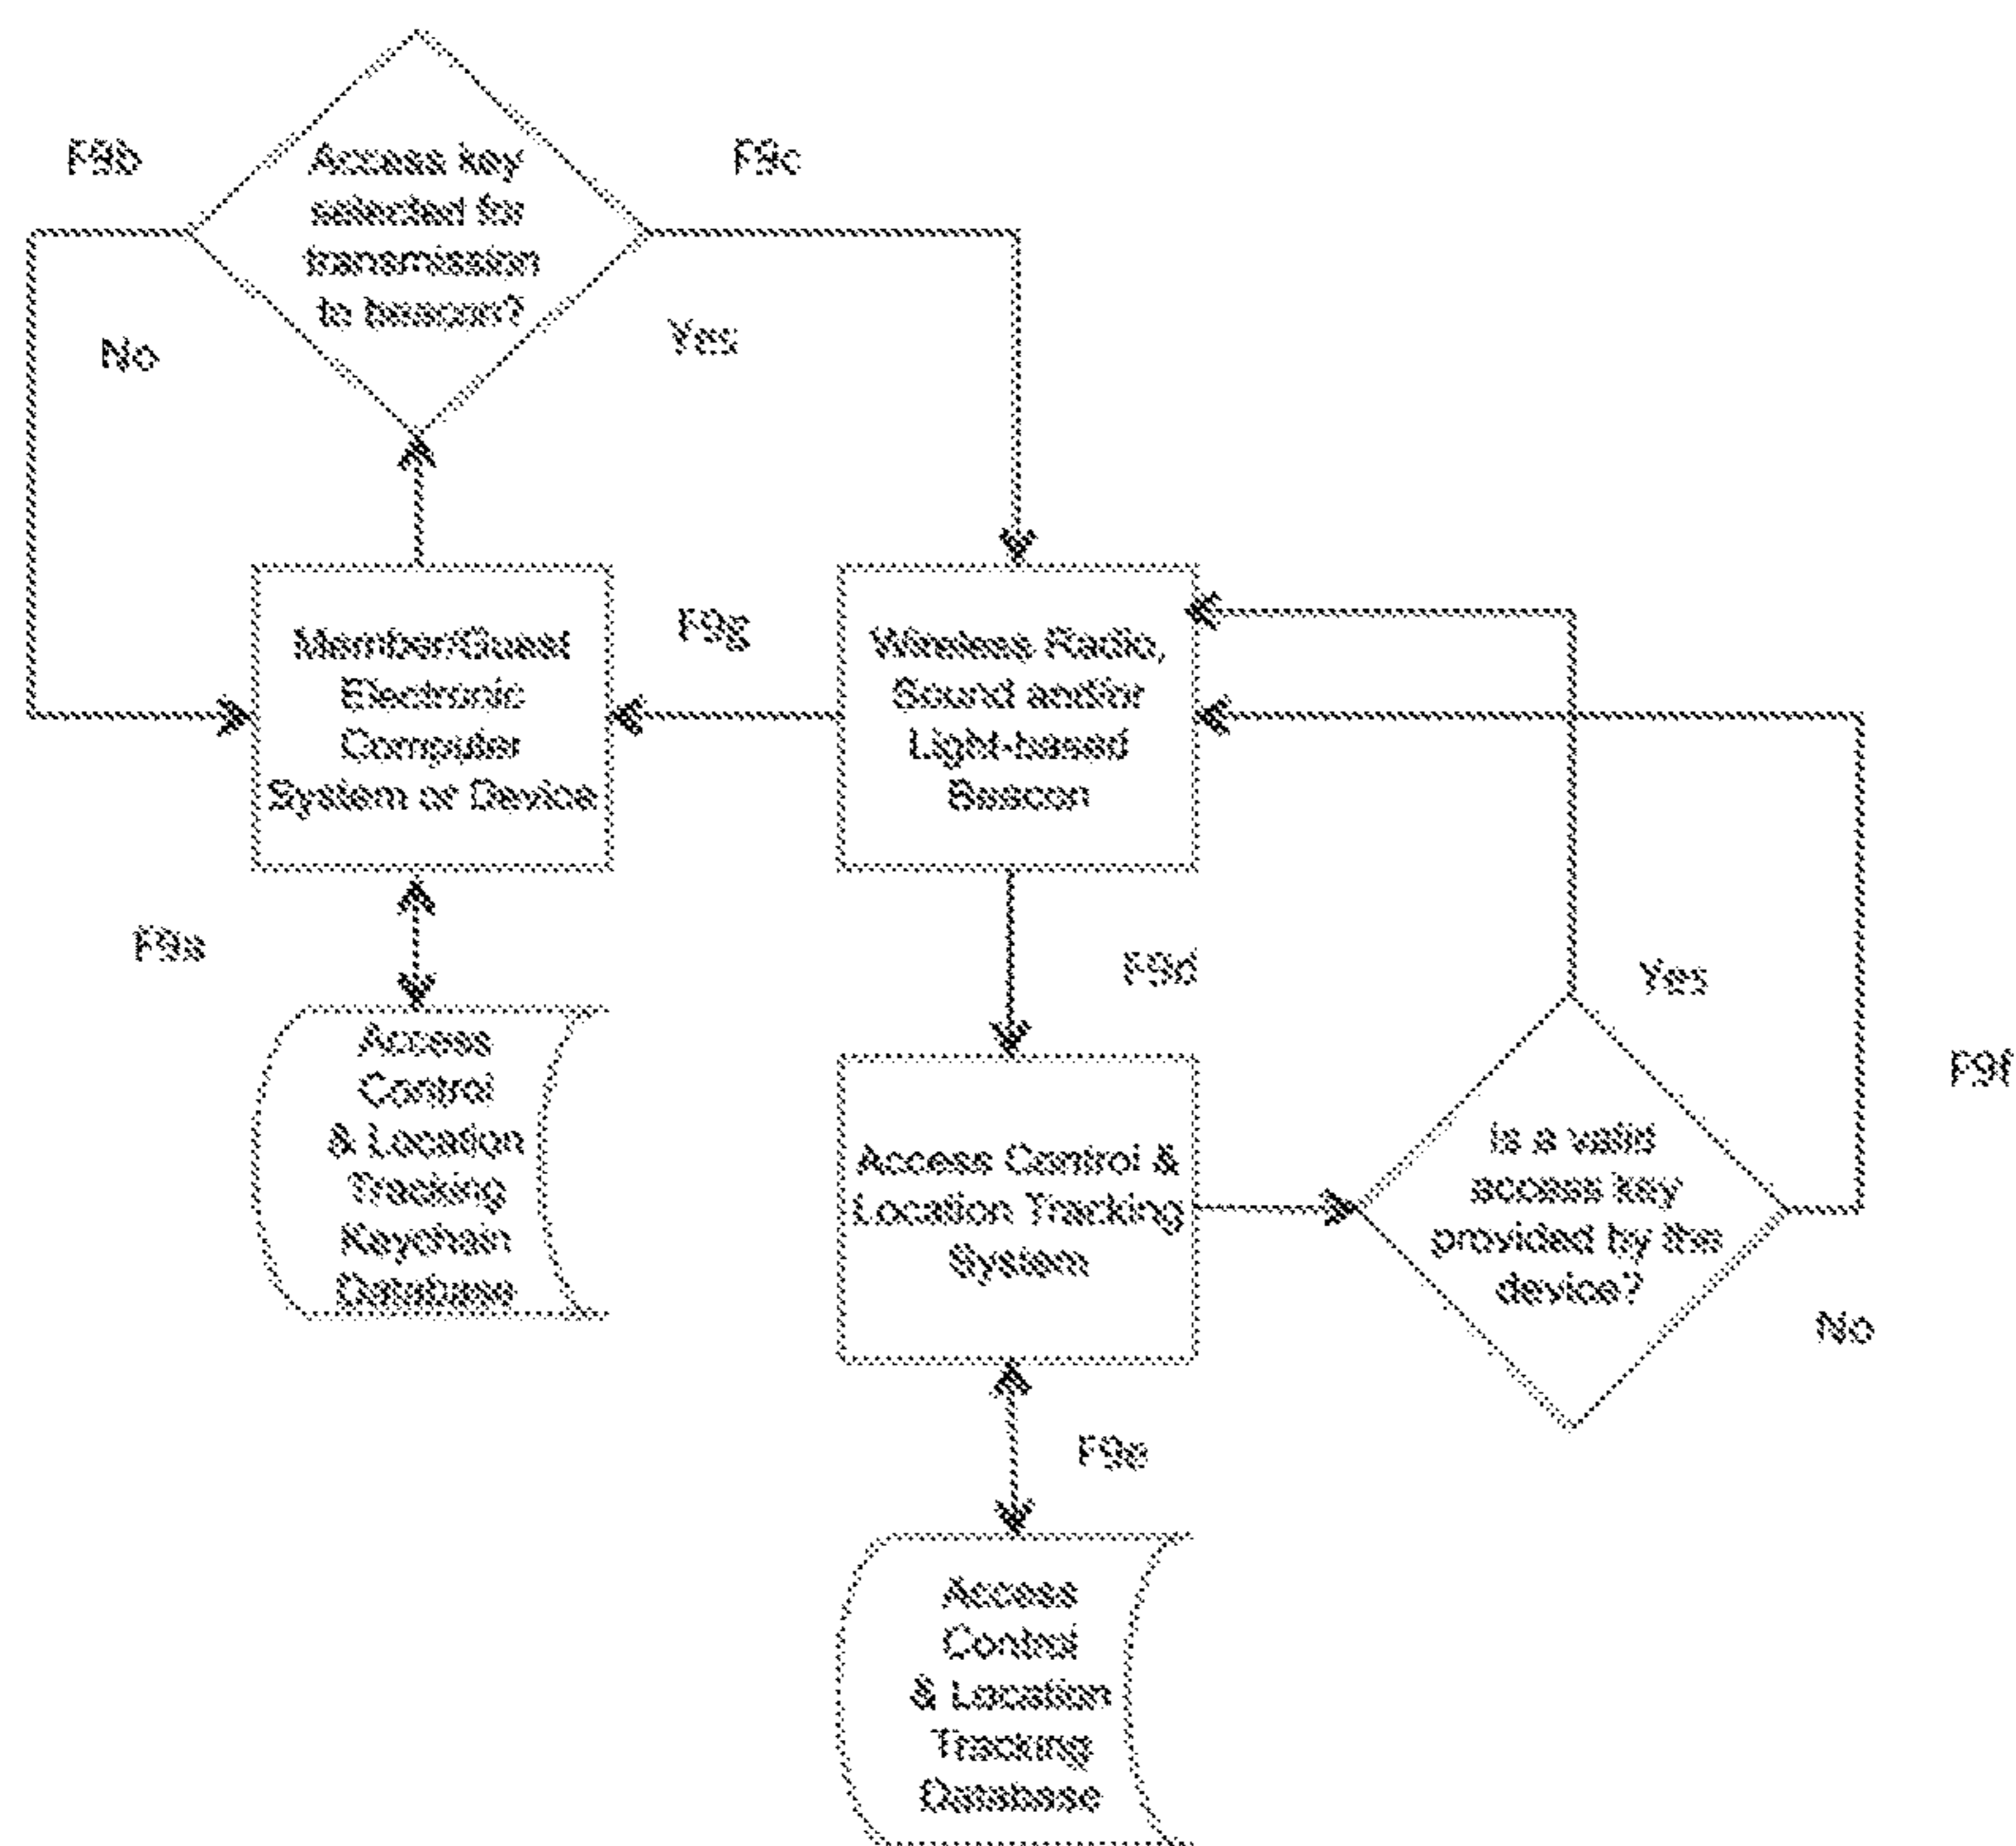 F9b
Access key
selected for
transmission
to beacon?
F9c
No
Yes
Member/Guest
Electronic
Computer
System or Device
F9g
Wireless Radio,
Sound and/or
Light-based
Beacon
F9a
Access
Control
& Location
Tracking
Keychain
Database
F9d
Yes
F9f
Access Control &
Location Tracking
System
Is a valid
access key
provided by the
device?
No
F9e
Access
Control
& Location
Tracking
Database